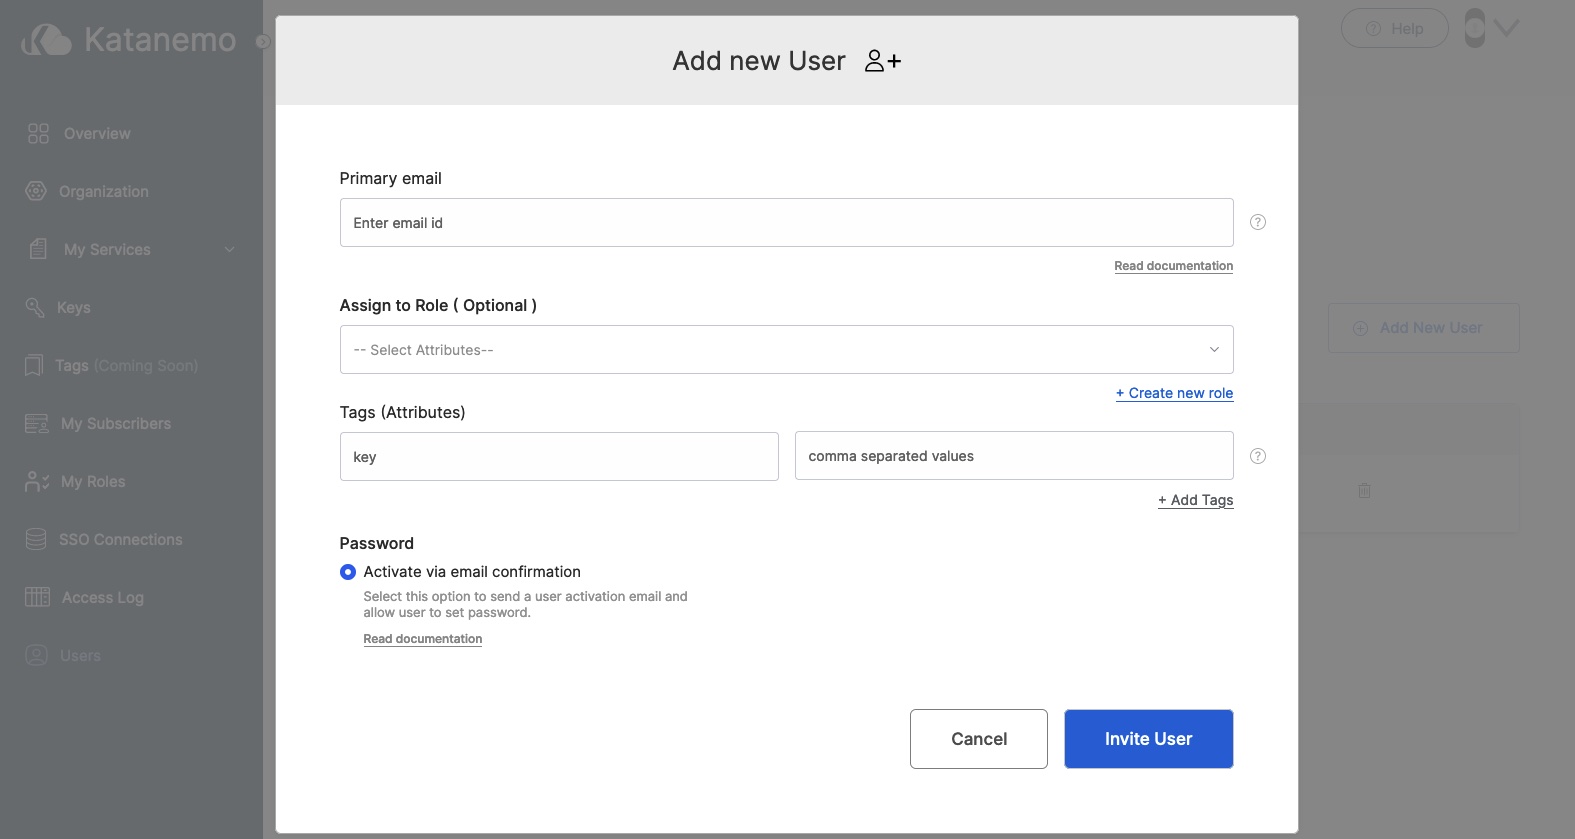 Katanemo
Help
Add new User
Overview
Organization
My Services
Keys
Tags (Coming Soon)
My Subscribers
My Roles
SSO Connections
Access Log
Users
Primary email
Enter email id
Read documentation
Assign to Role ( Optional )
-- Select Attributes--
+ Create new role
Tags (Attributes)
key
comma separated values
+ Add Tags
Password
Activate via email confirmation
Select this option to send a user activation email and
allow user to set password.
Read documentation
Cancel
Invite User
Add New User